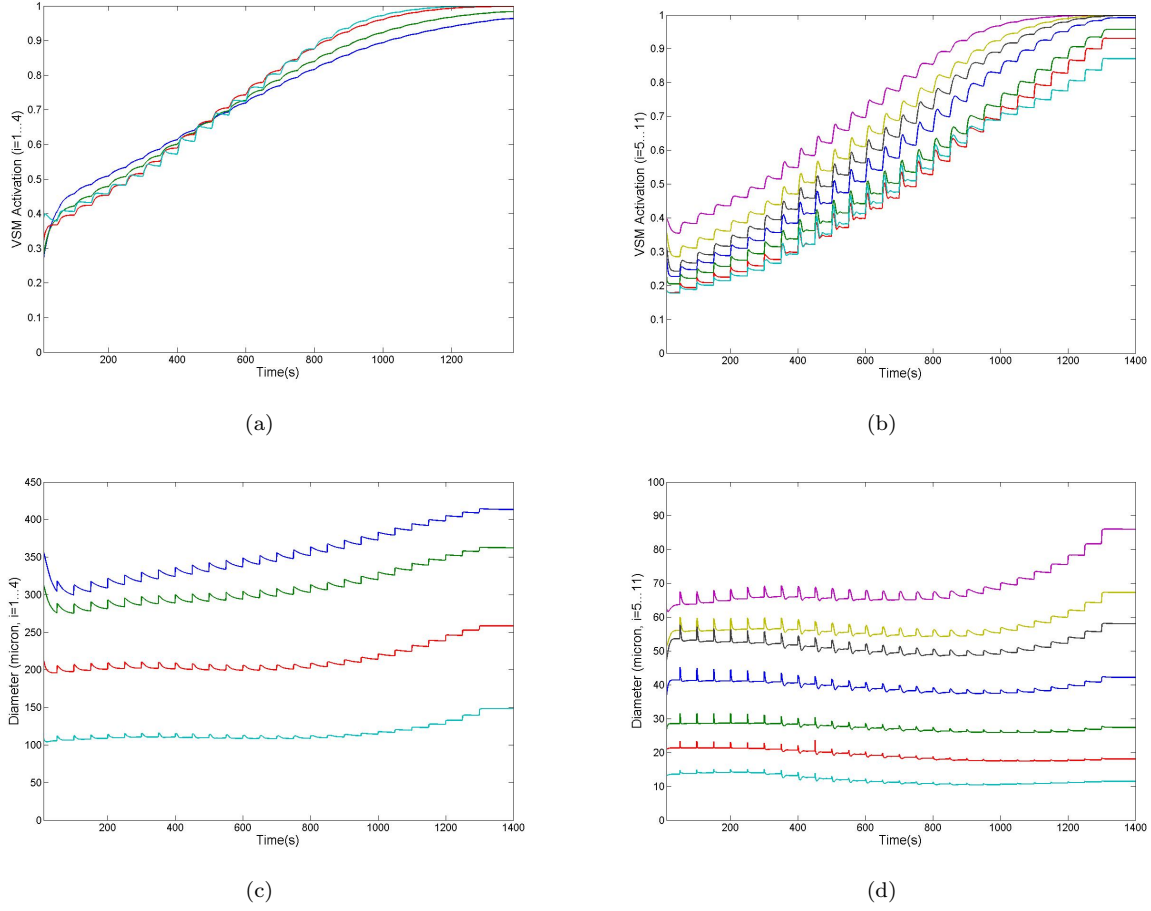 1
0.9
0.8
0.7
0.6
0.5
0.4
0.3
0.2
0.1
0
VSM Activation (i=1...4)
200 400 600 800 1000 1200
Time(s)
(a)
1
0.9
0.8
0.7
0.6
0.5
0.4
0.3
0.2
0.1
0
VSM Activation (i=5...11)
200 400 600 800 1000 1200 1400
Time(s)
(b)
450
400
350
300
250
200
150
100
50
0
Diameter (micron, i=1...4)
200 400 600 800 1000 1200 1400
Time(s)
(c)
100
90
80
70
60
50
40
30
20
10
0
Diameter (micron, i=5...11)
200 400 600 800 1000 1200 1400
Time(s)
(d)